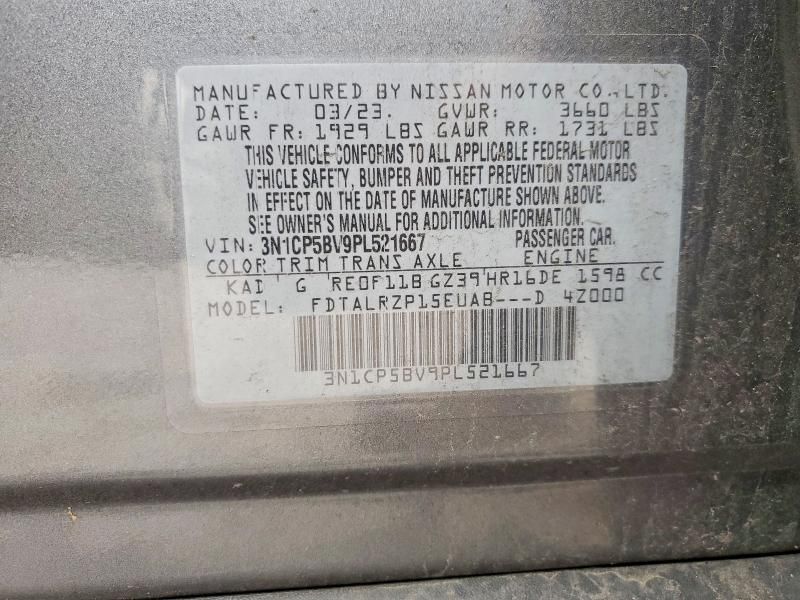 MANUFACTURED BY NISSAN MOTOR CO., LTD.
DATE: 03/23. GVWR: 3660 LBS
GAWR FR: 1929 LBS GAWR RR: 1731 LBS
THIS VEHICLE CONFORMS TO ALL APPLICABLE FEDERAL MOTOR
VEHICLE SAFETY, BUMPER AND THEFT PREVENTION STANDARDS
IN EFFECT ON THE DATE OF MANUFACTURE SHOWN ABOVE.
SEE OWNER'S MANUAL FOR ADDITIONAL INFORMATION.
VIN: 3N1CP5BV9PL521667 PASSENGER CAR.
COLOR TRIM TRANS AXLE ENGINE
KAD G RE0F11B GZ39 HR16DE 1598 CC
MODEL: FDTALRZP15EUAB---D 4Z000
3N1CP5BV9PL521667